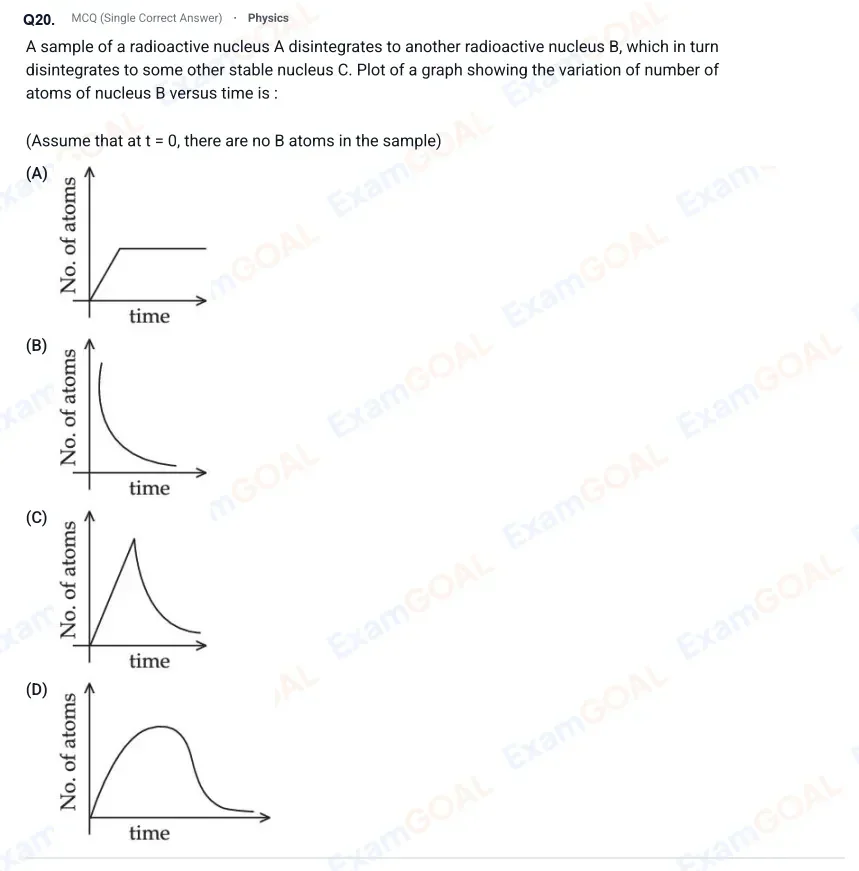 Q20. MCQ (Single Correct Answer) · Physics
A sample of a radioactive nucleus A disintegrates to another radioactive nucleus B, which in turn
disintegrates to some other stable nucleus C. Plot of a graph showing the variation of number of
atoms of nucleus B versus time is :
(Assume that at t = 0, there are no B atoms in the sample)
(A)
No. of atoms
time
(B)
No. of atoms
time
(C)
No. of atoms
time
(D)
No. of atoms
time
ExamGOAL